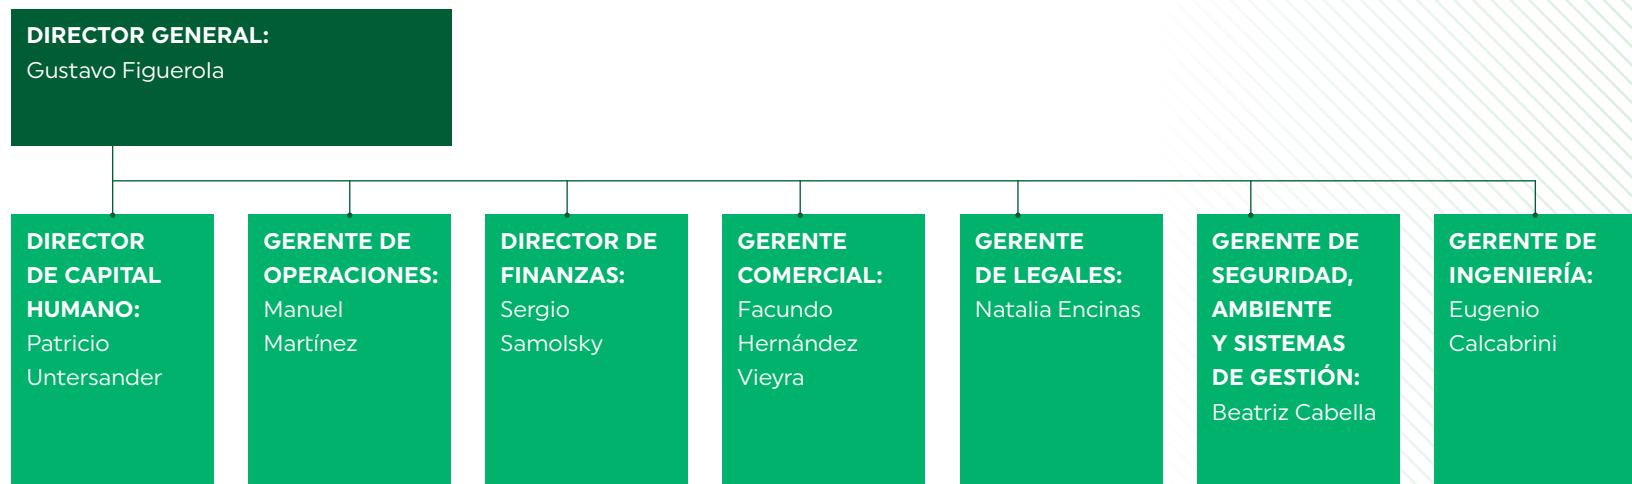 DIRECTOR GENERAL:
Gustavo Figuerola
DIRECTOR
DE CAPITAL
HUMANO:
Patricio
Untersander
GERENTE DE
OPERACIONES:
Manuel
Martínez
DIRECTOR DE
FINANZAS:
Sergio
Samolsky
GERENTE
COMERCIAL:
Facundo
Hernández
Vieyra
GERENTE
DE LEGALES:
Natalia Encinas
GERENTE DE
SEGURIDAD,
AMBIENTE
Y SISTEMAS
DE GESTIÓN:
Beatriz Cabella
GERENTE DE
INGENIERÍA:
Eugenio
Calcabrini